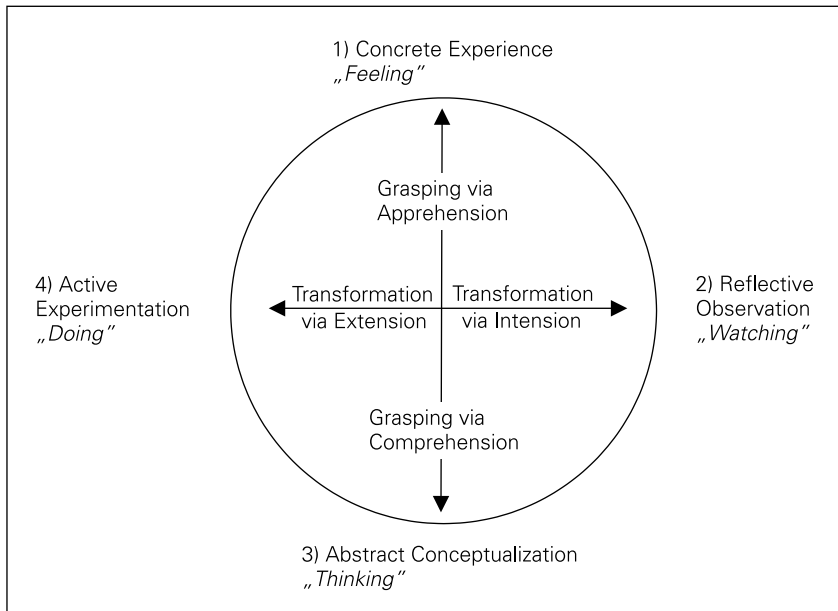 1) Concrete Experience
„Feeling”
Grasping via
Apprehension
4) Active
Experimentation
„Doing”
Transformation
via Extension
Transformation
via Intension
2) Reflective
Observation
„Watching”
Grasping via
Comprehension
3) Abstract Conceptualization
„Thinking”